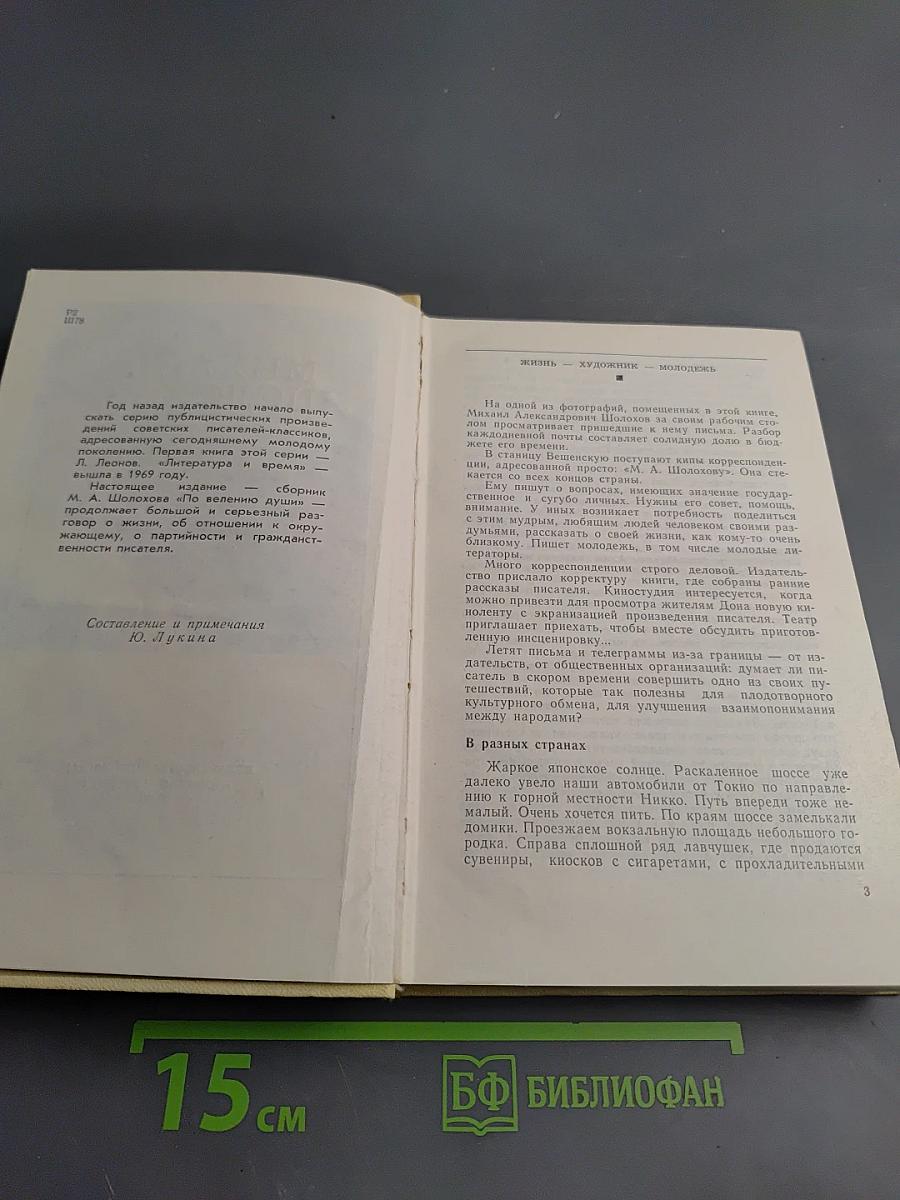 Р2
Ш78
Год назад издательство начало выпу-
скать серию публицистических произве-
дений советских писателей-классиков,
адресованную сегодняшнему молодому
поколению. Первая книга этой серии —
Л. Леонов. «Литература и время» —
вышла в 1969 году.
Настоящее издание — сборник
М. А. Шолохова «По велению души» —
продолжает большой и серьезный раз-
говор о жизни, об отношении к окру-
жающему, о партийности и гражданст-
венности писателя.
Составление и примечания
Ю. Лукина
ЖИЗНЬ — ХУДОЖНИК — МОЛОДЕЖЬ
На одной из фотографий, помещенных в этой книге,
Михаил Александрович Шолохов за своим рабочим сто-
лом просматривает пришедшие к нему письма. Разбор
каждодневной почты составляет солидную долю в бюд-
жете его времени.
В станицу Вешенскую поступают кипы корреспонден-
ции, адресованной просто: «М. А. Шолохову». Она сте-
кается со всех концов страны.
Ему пишут о вопросах, имеющих значение государ-
ственное и сугубо личных. Нужны его совет, помощь,
внимание. У иных возникает потребность поделиться
с этим мудрым, любящим людей человеком своими раз-
думьями, рассказать о своей жизни, как кому-то очень
близкому. Пишет молодежь, в том числе молодые ли-
тераторы.
Много корреспонденции строго деловой. Издатель-
ство прислало корректуру книги, где собраны ранние
рассказы писателя. Киностудия интересуется, когда
можно привезти для просмотра жителям Дона новую ки-
ноленту с экранизацией произведения писателя. Театр
приглашает приехать, чтобы вместе обсудить приготов-
ленную инсценировку...
Летят письма и телеграммы из-за границы — от из-
дательств, от общественных организаций: думает ли пи-
сатель в скором времени совершить одно из своих пу-
тешествий, которые так полезны для плодотворного
культурного обмена, для улучшения взаимопонимания
между народами?
В разных странах
Жаркое японское солнце. Раскаленное шоссе уже
далеко увело наши автомобили от Токио по направле-
нию к горной местности Никко. Путь впереди тоже не-
малый. Очень хочется пить. По краям шоссе замелькали
домики. Проезжаем вокзальную площадь небольшого го-
родка. Справа сплошной ряд лавчушек, где продаются
сувениры, киосков с сигаретами, с прохладительными
3
15 см
БФ БИБЛИОФАН